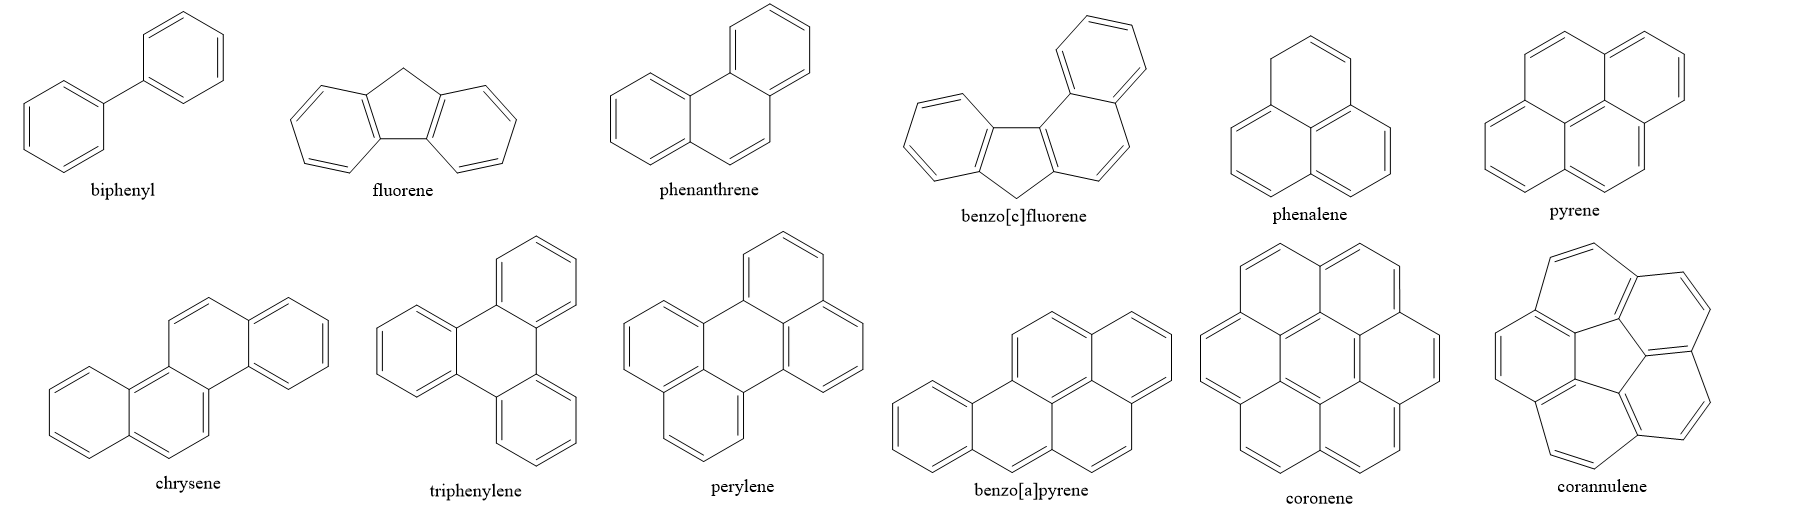 biphenyl
fluorene
phenanthrene
benzo[c]fluorene
phenalene
pyrene
chrysene
triphenylene
perylene
benzo[a]pyrene
coronene
corannulene